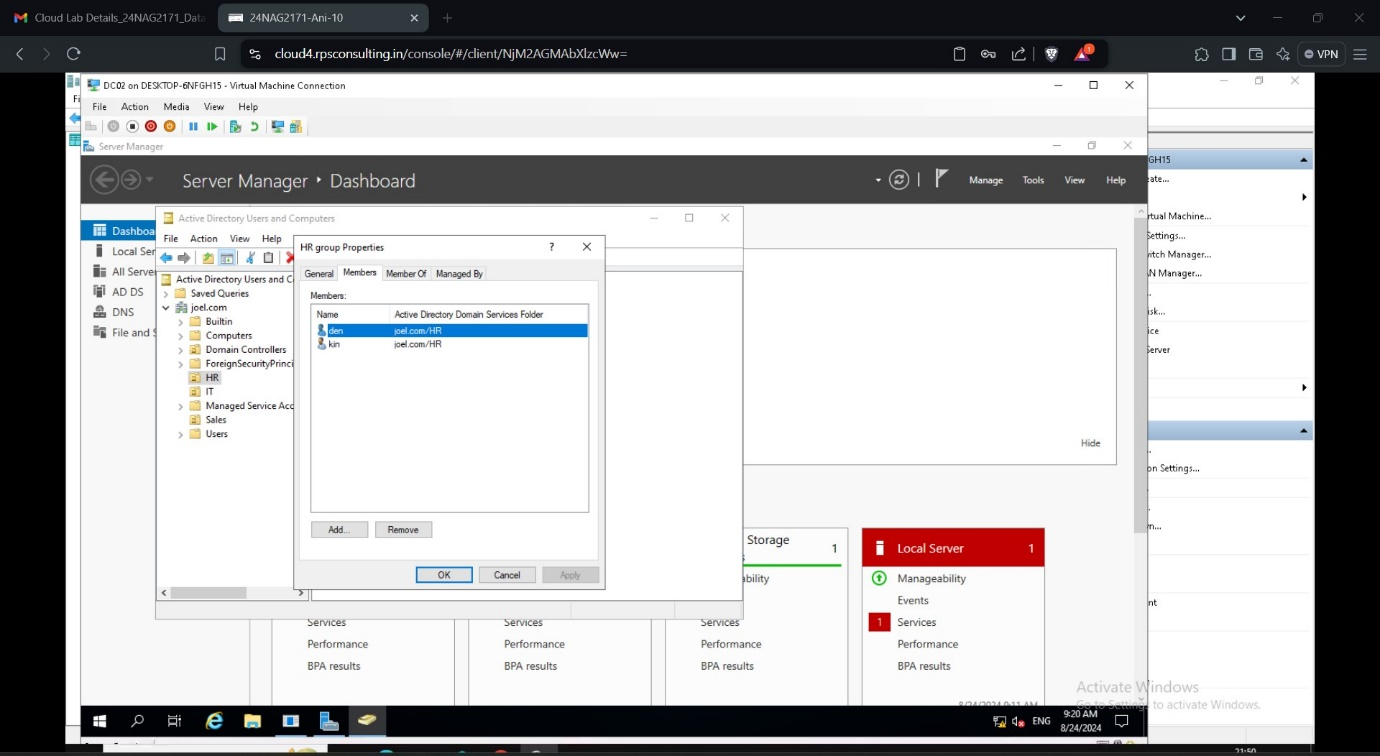 Cloud Lab Details_24NAG2171_Data
24NAG2171-Ani-10
cloud4.rpsconsulting.in/console/#/client/NjM2AGMAbXlzcWw=
1
VPN
DC02 on DESKTOP-6NFGH15 - Virtual Machine Connection
Fi
File Action Media View Help
Server Manager
Server Manager ‣ Dashboard
Manage Tools View Help
GH15
ate...
rtual Machine...
Settings...
vitch Manager...
N Manager...
isk...
ice
Server
on Settings...
nt
Dashboa
Local Ser
All Server
AD DS
DNS
File and S
Active Directory Users and Computers
File Action View Help
Active Directory Users and C
Saved Queries
joel.com
Builtin
Computers
Domain Controllers
ForeignSecurityPrinci
HR
IT
Managed Service Acc
Sales
Users
HR group Properties
?
General Members Member Of Managed By
Members:
Name Active Directory Domain Services Folder
den joel.com/HR
kin joel.com/HR
Add... Remove
OK Cancel Apply
Hide
Storage 1
ability
Services
Performance
BPA results
Services
Performance
BPA results
Services
Performance
BPA results
Local Server 1
Manageability
Events
1 Services
Performance
BPA results
8/24/2024 9:11 AM
Activate Windows
Go to Settings to activate Windows.
ENG
9:20 AM
8/24/2024
21:50